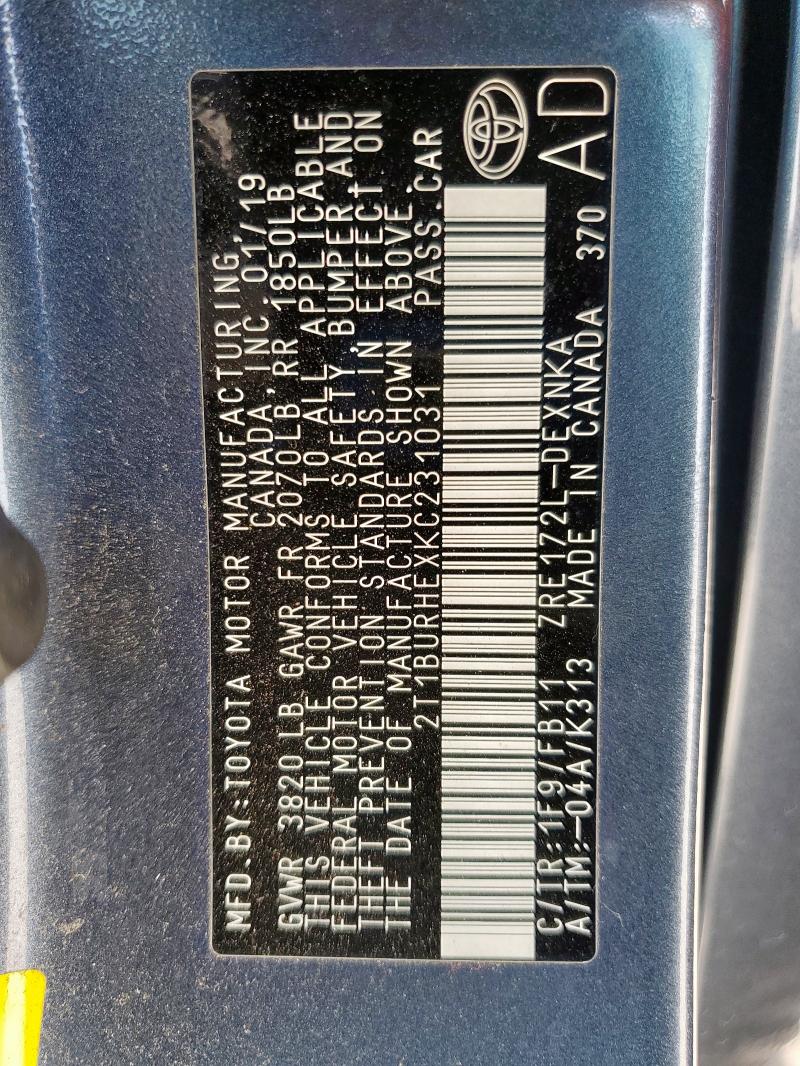 MFD.BY:TOYOTA MOTOR MANUFACTURING,
CANADA, INC. 01/19
GVWR 3820 LB GAWR FR 2070 LB, RR 1850LB
THIS VEHICLE CONFORMS TO ALL APPLICABLE
FEDERAL MOTOR VEHICLE SAFETY, BUMPER, AND
THEFT PREVENTION STANDARDS IN EFFECT ON
THE DATE OF MANUFACTURE SHOWN ABOVE.
2T1BURHEXKC231031 PASS.CAR
C/TR:1F9/FB11 ZRE172L-DEXNKA
A/TM:-04A/K313 MADE IN CANADA 370
AD